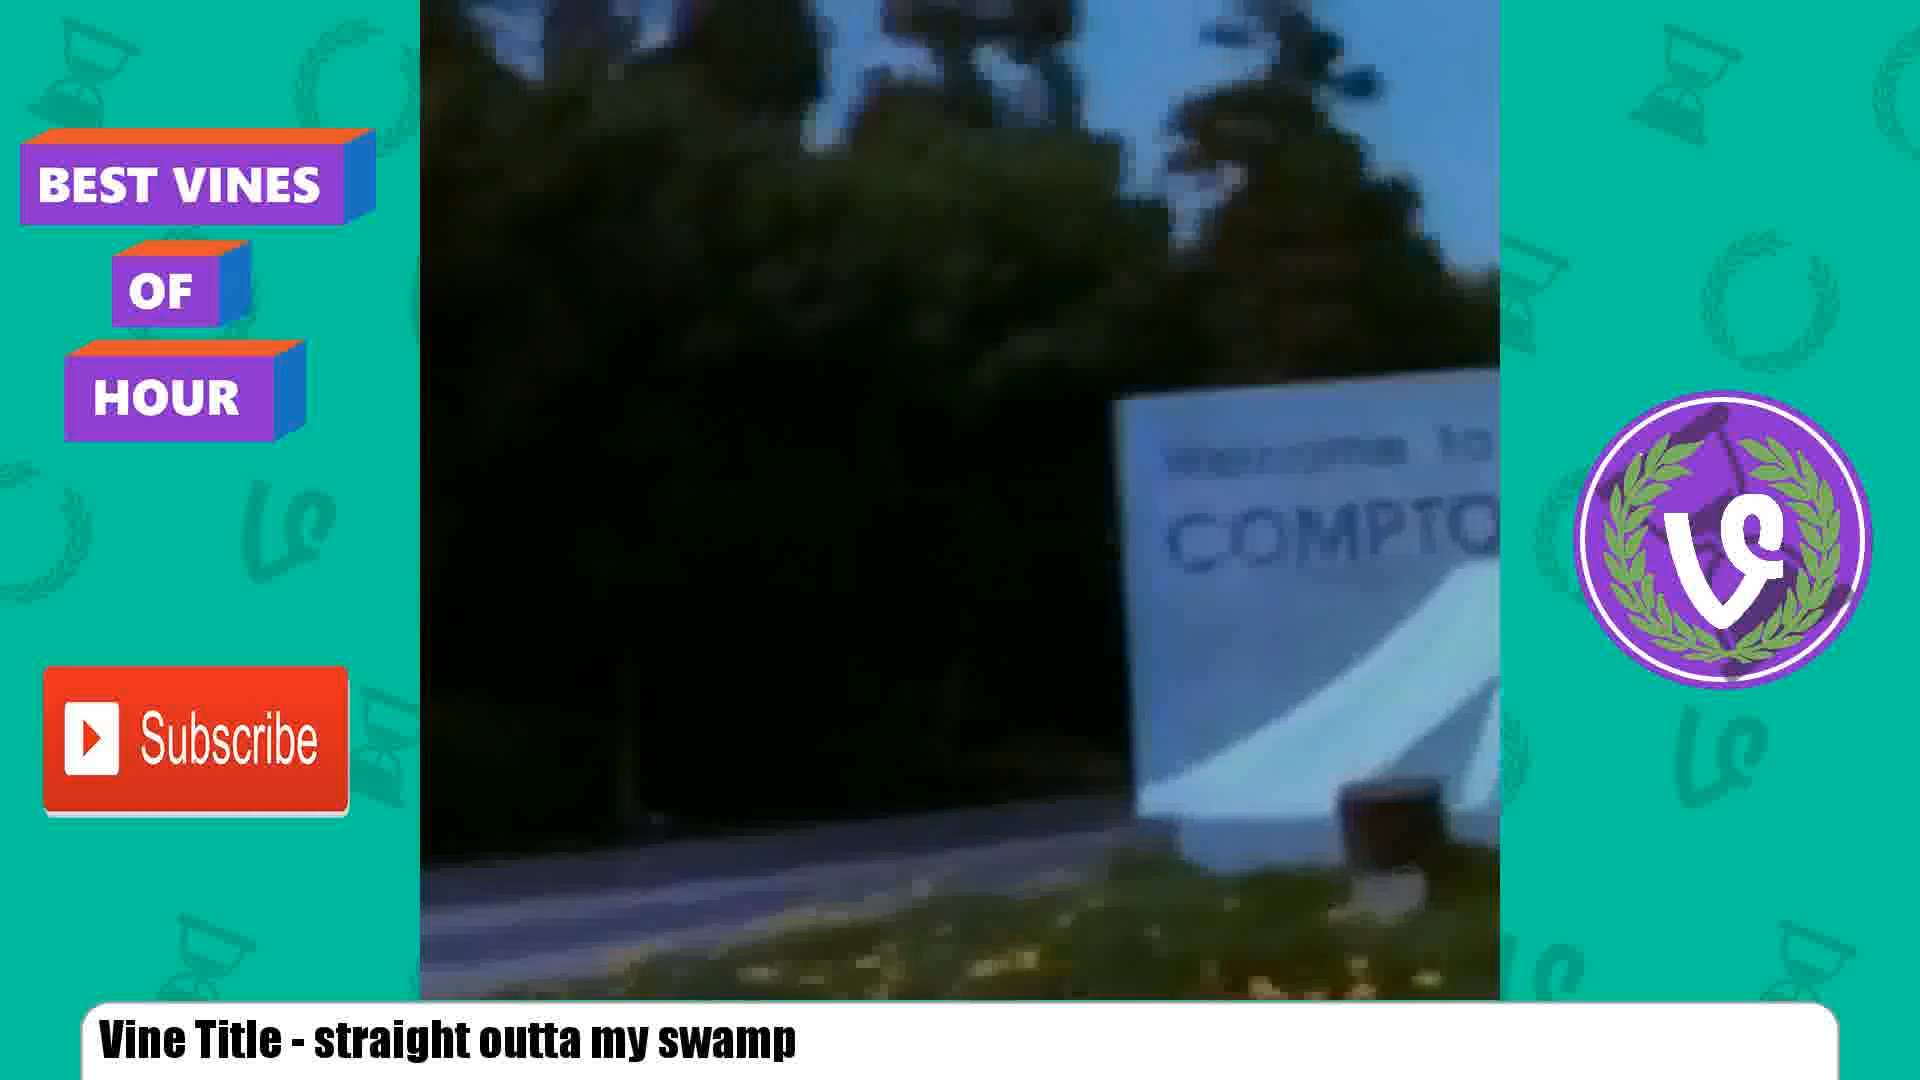 BEST VINES
OF
HOUR
Subscribe
Welcome to
COMPTO
Vine Title - straight outta my swamp